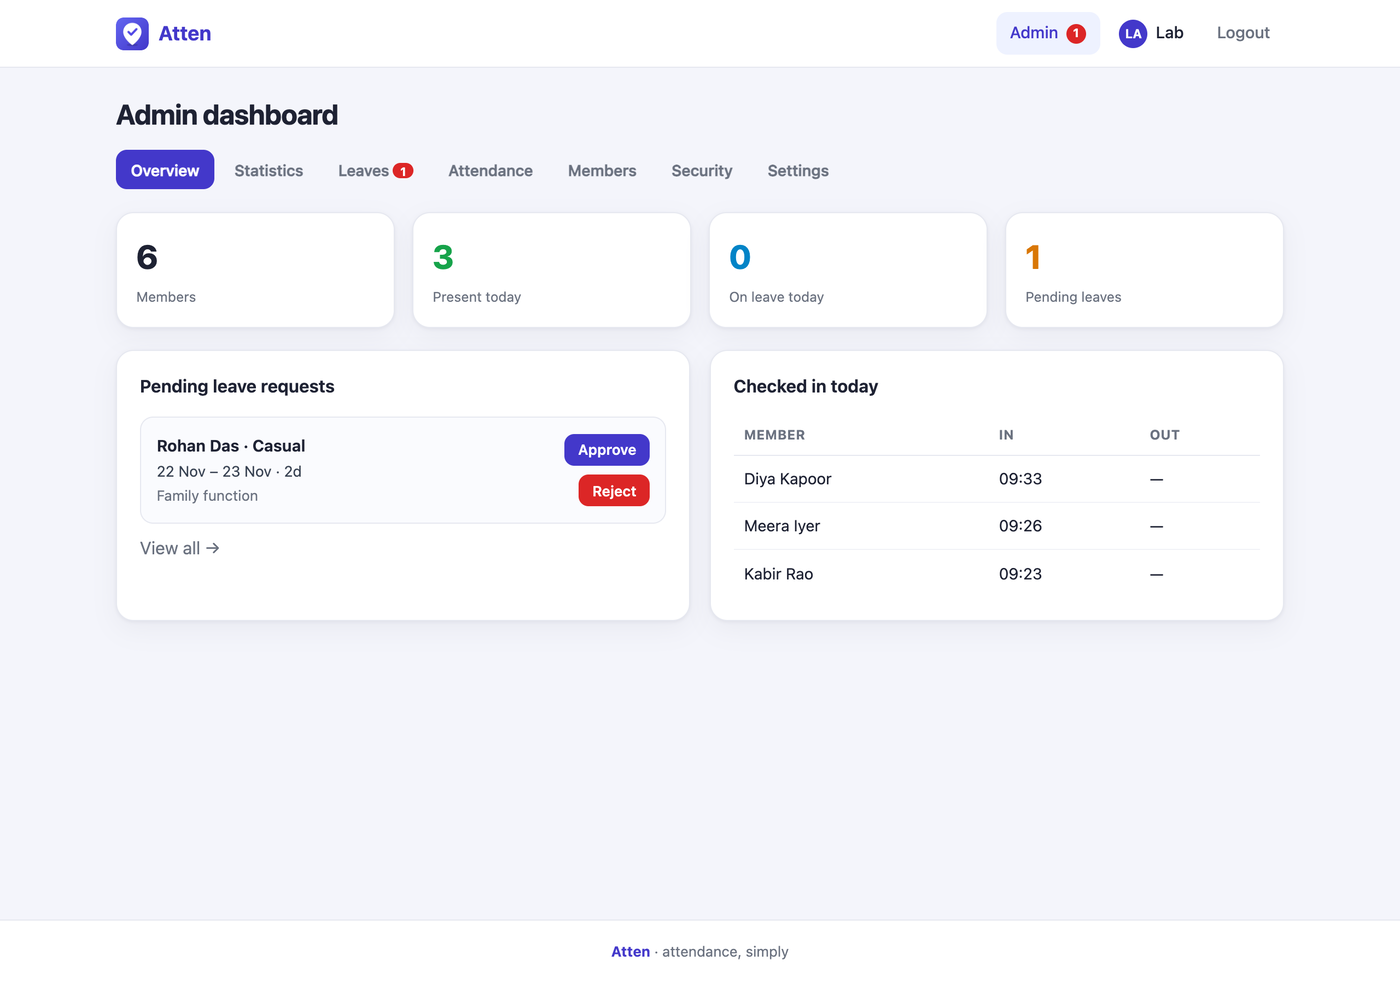 Atten
Admin 1
LA Lab
Logout
Admin dashboard
Overview Statistics Leaves 1 Attendance Members Security Settings
6
Members
3
Present today
0
On leave today
1
Pending leaves
Pending leave requests
Rohan Das · Casual
22 Nov – 23 Nov · 2d
Family function
Approve
Reject
View all →
Checked in today
MEMBER IN OUT
Diya Kapoor 09:33 —
Meera Iyer 09:26 —
Kabir Rao 09:23 —
Atten · attendance, simply